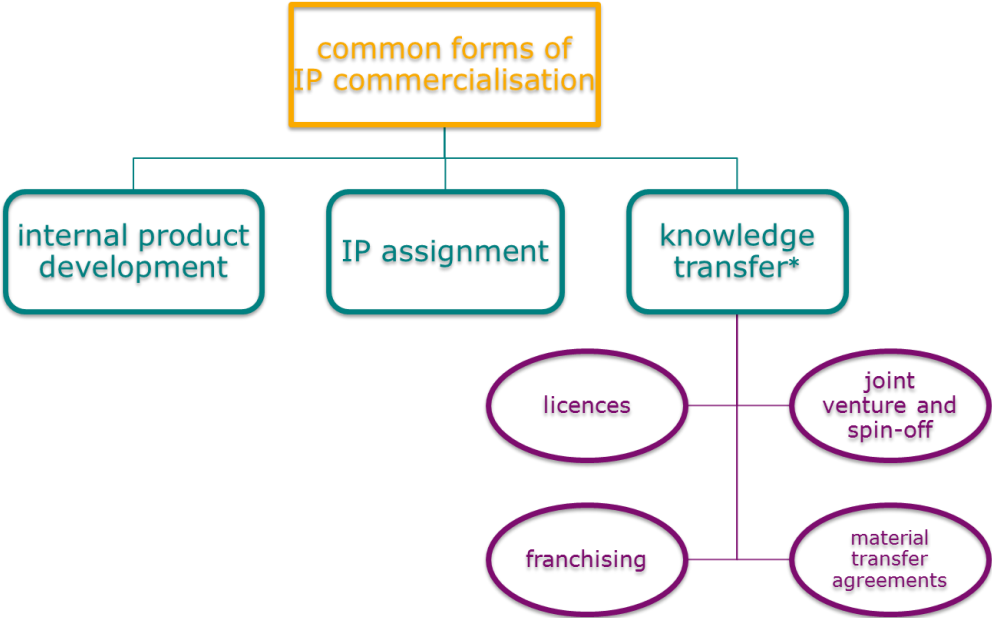 common forms of
IP commercialisation
internal product
development
IP assignment
knowledge
transfer*
licences
joint
venture and
spin-off
franchising
material
transfer
agreements